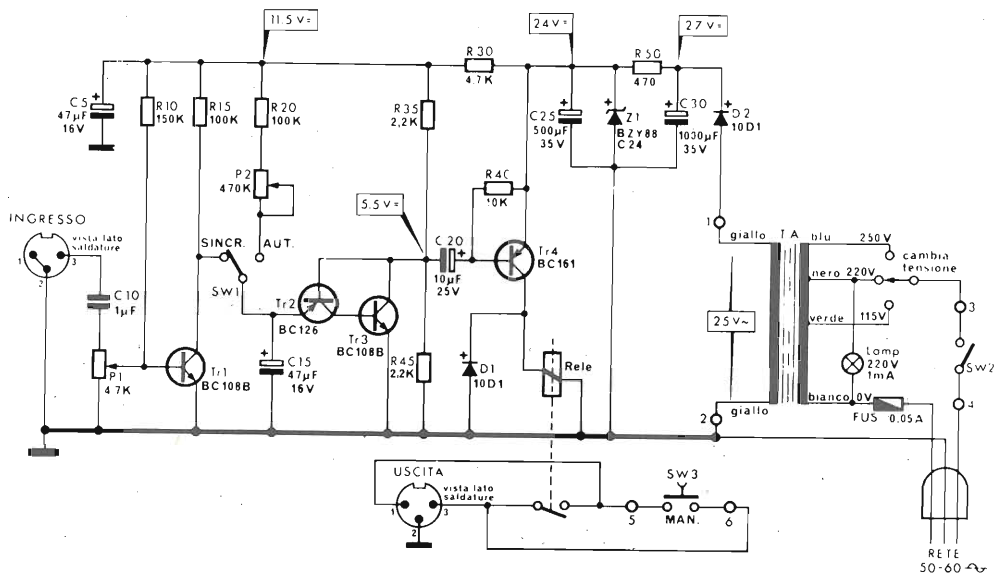 11.5 V=
24 V=
27 V=
R30
4.7K
R50
470
C5
47µF
16V
R10
150K
R15
100K
R20
100K
R35
2,2K
C25
500µF
35V
Z1
BZY88
C24
C30
1000µF
35V
D2
10D1
P2
470K
R40
10K
5.5 V=
INGRESSO
vista lato
saldature
1
2
3
SINCR.
AUT.
SW1
C20
10µF
25V
Tr4
BC161
1
giallo
TA
blu
250V
cambia
tensione
nero
220V
verde
115V
25V~
3
C10
1µF
Tr2
BC126
Tr3
BC108B
P1
4.7K
Tr1
BC108B
C15
47µF
16V
R45
2.2K
D1
10D1
Rele
Lamp
220V
1mA
SW2
4
2
giallo
bianco
0V
FUS
0.05A
USCITA
vista lato
saldature
1
2
3
SW3
MAN.
5
6
RETE
50-60